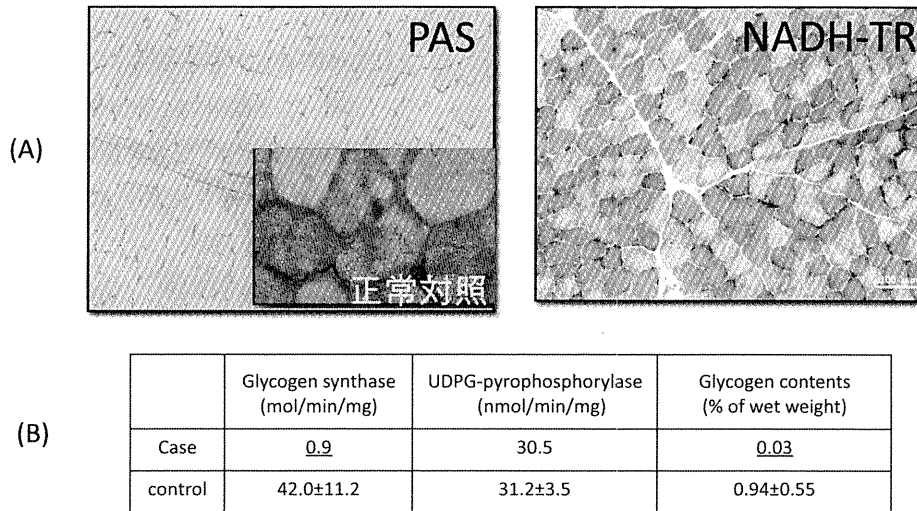 (A)
PAS
正常対照
NADH-TR
(B)
Glycogen synthase (mol/min/mg)
UDPG-pyrophosphorylase (nmol/min/mg)
Glycogen contents (% of wet weight)
Case 0.9 30.5 0.03
control 42.0±11.2 31.2±3.5 0.94±0.55